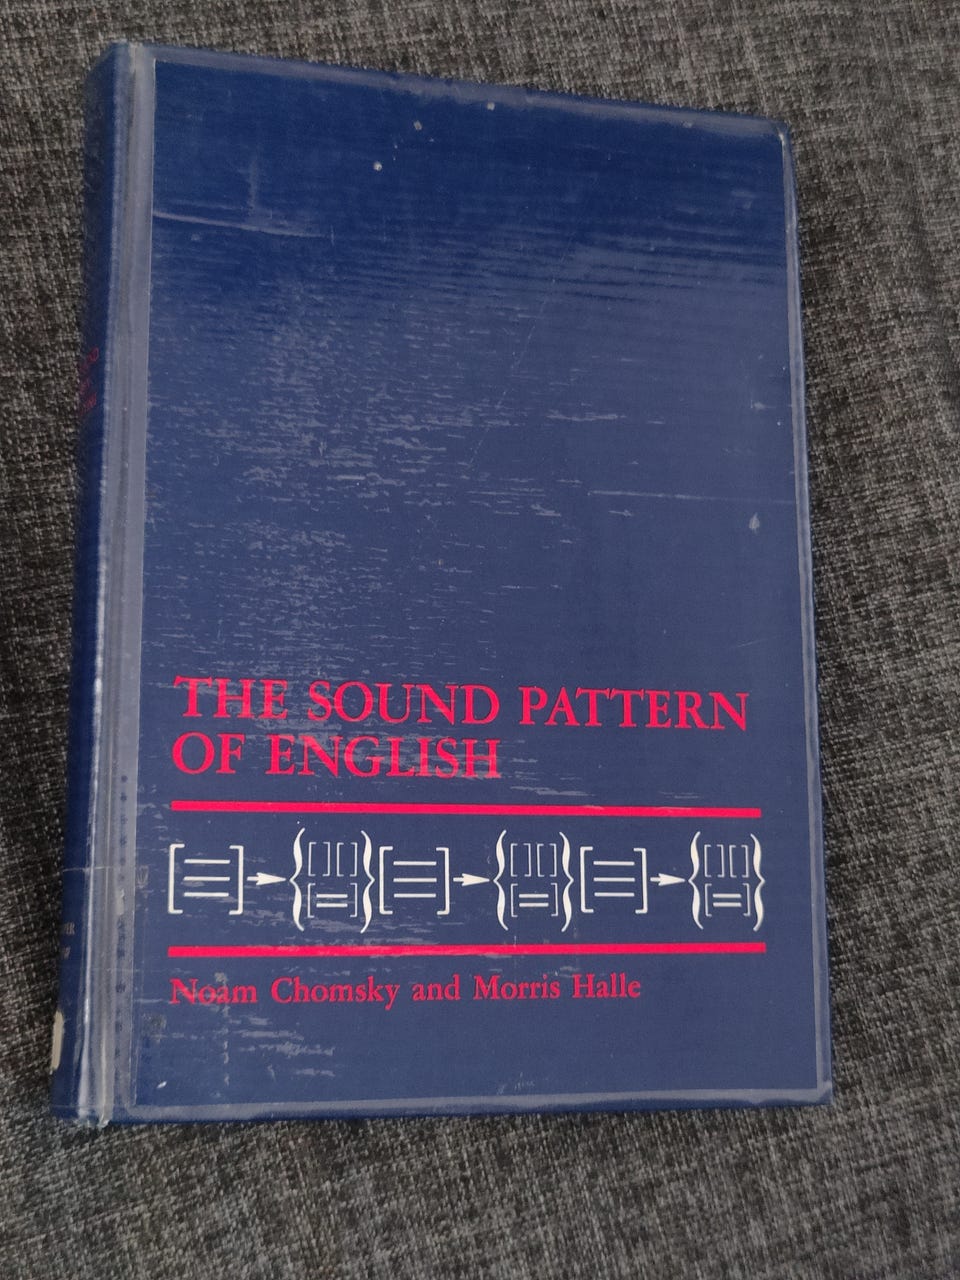 THE SOUND PATTERN
OF ENGLISH
Noam Chomsky and Morris Halle